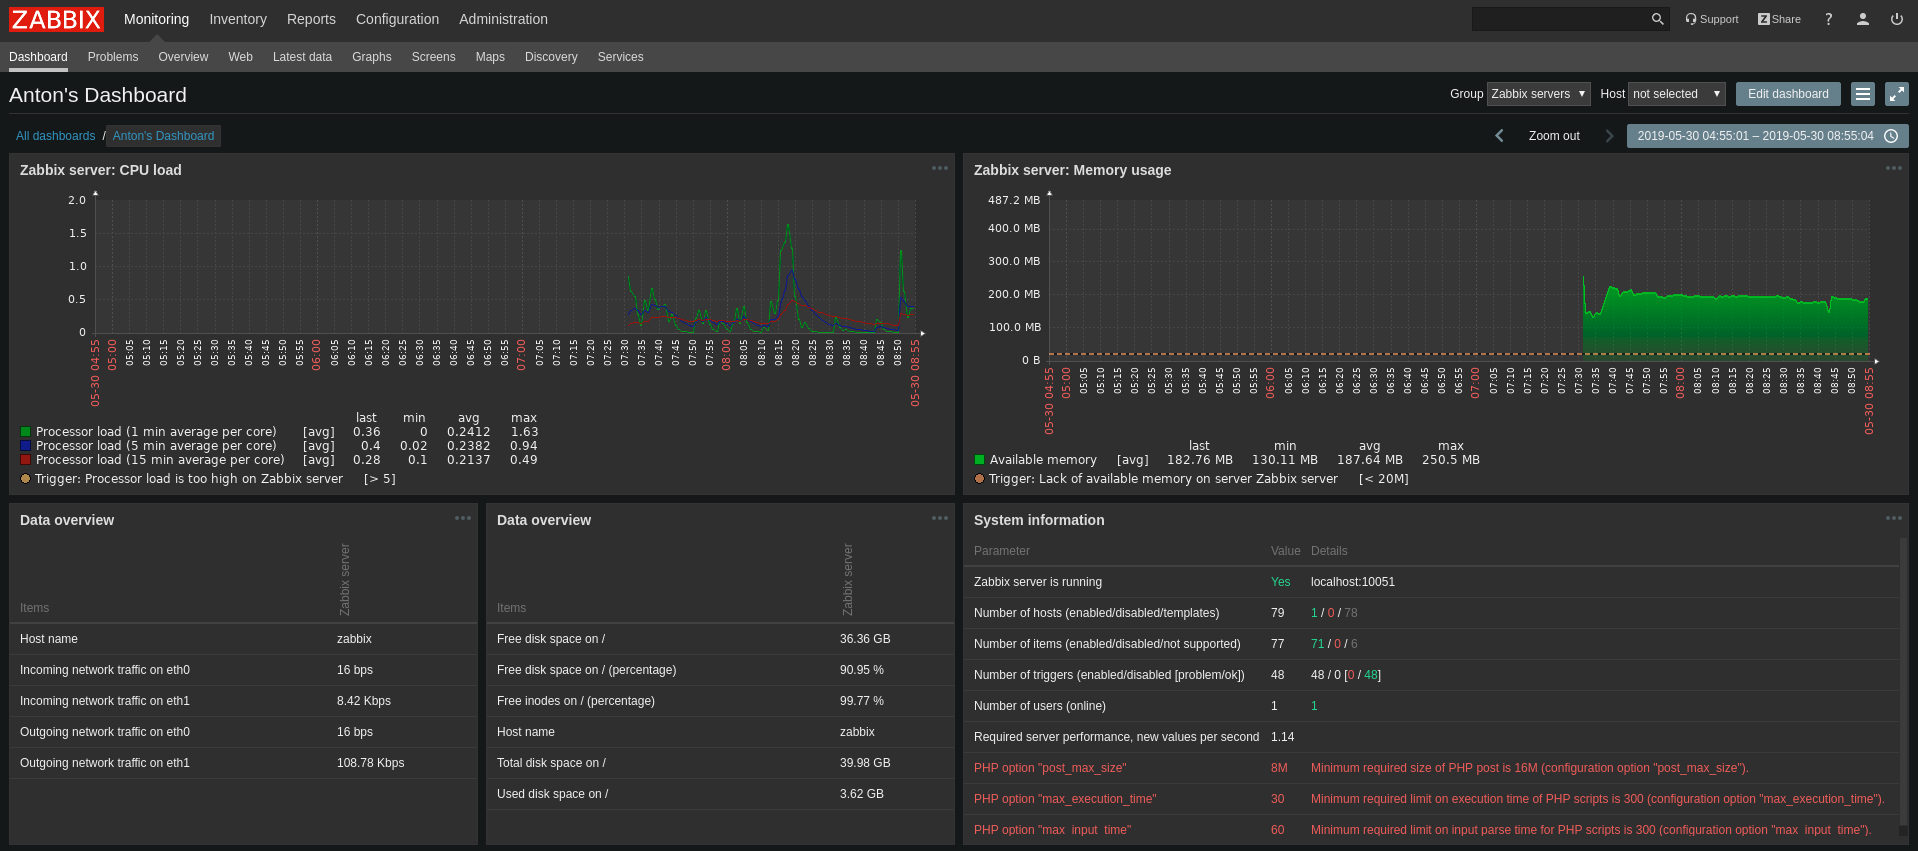 ZABBIX Monitoring Inventory Reports Configuration Administration Support Z Share ?
Dashboard Problems Overview Web Latest data Graphs Screens Maps Discovery Services
Anton's Dashboard Group Zabbix servers Host not selected Edit dashboard
All dashboards / Anton's Dashboard Zoom out 2019-05-30 04:55:01 – 2019-05-30 08:55:04
Zabbix server: CPU load
2.0
1.5
1.0
0.5
0
05-30 04:55 05:00 05:05 05:10 05:15 05:20 05:25 05:30 05:35 05:40 05:45 05:50 05:55 06:00 06:05 06:10 06:15 06:20 06:25 06:30 06:35 06:40 06:45 06:50 06:55 07:00 07:05 07:10 07:15 07:20 07:25 07:30 07:35 07:40 07:45 07:50 07:55 08:00 08:05 08:10 08:15 08:20 08:25 08:30 08:35 08:40 08:45 08:50 05-30 08:55
last min avg max
Processor load (1 min average per core) [avg] 0.36 0 0.2412 1.63
Processor load (5 min average per core) [avg] 0.4 0.02 0.2382 0.94
Processor load (15 min average per core) [avg] 0.28 0.1 0.2137 0.49
Trigger: Processor load is too high on Zabbix server [> 5]
Zabbix server: Memory usage
487.2 MB
400.0 MB
300.0 MB
200.0 MB
100.0 MB
0 B
05-30 04:55 05:00 05:05 05:10 05:15 05:20 05:25 05:30 05:35 05:40 05:45 05:50 05:55 06:00 06:05 06:10 06:15 06:20 06:25 06:30 06:35 06:40 06:45 06:50 06:55 07:00 07:05 07:10 07:15 07:20 07:25 07:30 07:35 07:40 07:45 07:50 07:55 08:00 08:05 08:10 08:15 08:20 08:25 08:30 08:35 08:40 08:45 08:50 05-30 08:55
last min avg max
Available memory [avg] 182.76 MB 130.11 MB 187.64 MB 250.5 MB
Trigger: Lack of available memory on server Zabbix server [< 20M]
Data overview
Items Zabbix server
Host name zabbix
Incoming network traffic on eth0 16 bps
Incoming network traffic on eth1 8.42 Kbps
Outgoing network traffic on eth0 16 bps
Outgoing network traffic on eth1 108.78 Kbps
Data overview
Items Zabbix server
Free disk space on / 36.36 GB
Free disk space on / (percentage) 90.95 %
Free inodes on / (percentage) 99.77 %
Host name zabbix
Total disk space on / 39.98 GB
Used disk space on / 3.62 GB
System information
Parameter Value Details
Zabbix server is running Yes localhost:10051
Number of hosts (enabled/disabled/templates) 79 1 / 0 / 78
Number of items (enabled/disabled/not supported) 77 71 / 0 / 6
Number of triggers (enabled/disabled [problem/ok]) 48 48 / 0 [0 / 48]
Number of users (online) 1 1
Required server performance, new values per second 1.14
PHP option "post_max_size" 8M Minimum required size of PHP post is 16M (configuration option "post_max_size").
PHP option "max_execution_time" 30 Minimum required limit on execution time of PHP scripts is 300 (configuration option "max_execution_time").
PHP option "max_input_time" 60 Minimum required limit on input parse time for PHP scripts is 300 (configuration option "max_input_time").